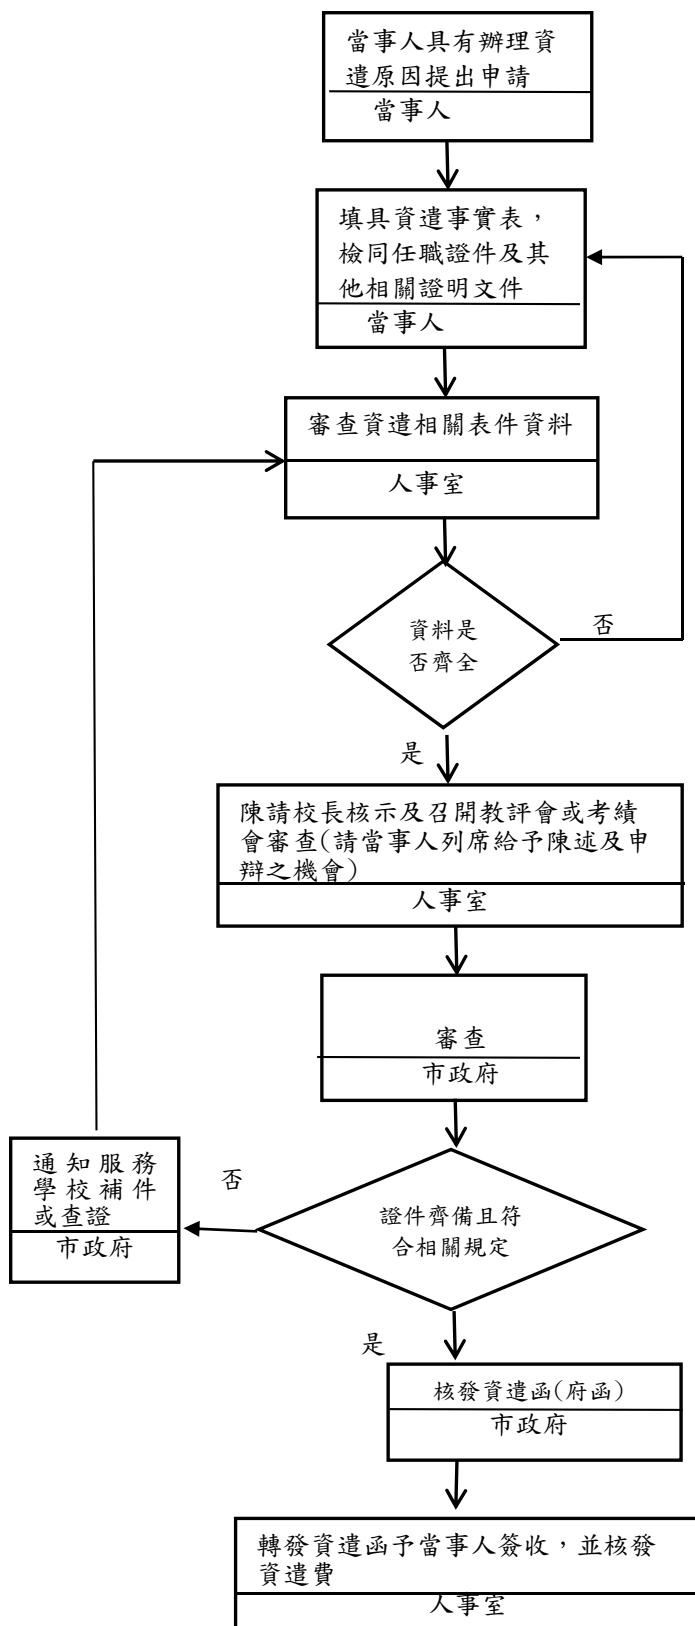 當事人具有辦理資
遣原因提出申請
當事人
填具資遣事實表，
檢同任職證件及其
他相關證明文件
當事人
審查資遣相關表件資料
人事室
資料是
否齊全
否
是
陳請校長核示及召開教評會或考績
會審查(請當事人列席給予陳述及申
辯之機會)
人事室
審查
市政府
通知服務
學校補件
或查證
市政府
否
證件齊備且符
合相關規定
是
核發資遣函(府函)
市政府
轉發資遣函予當事人簽收，並核發
資遣費
人事室